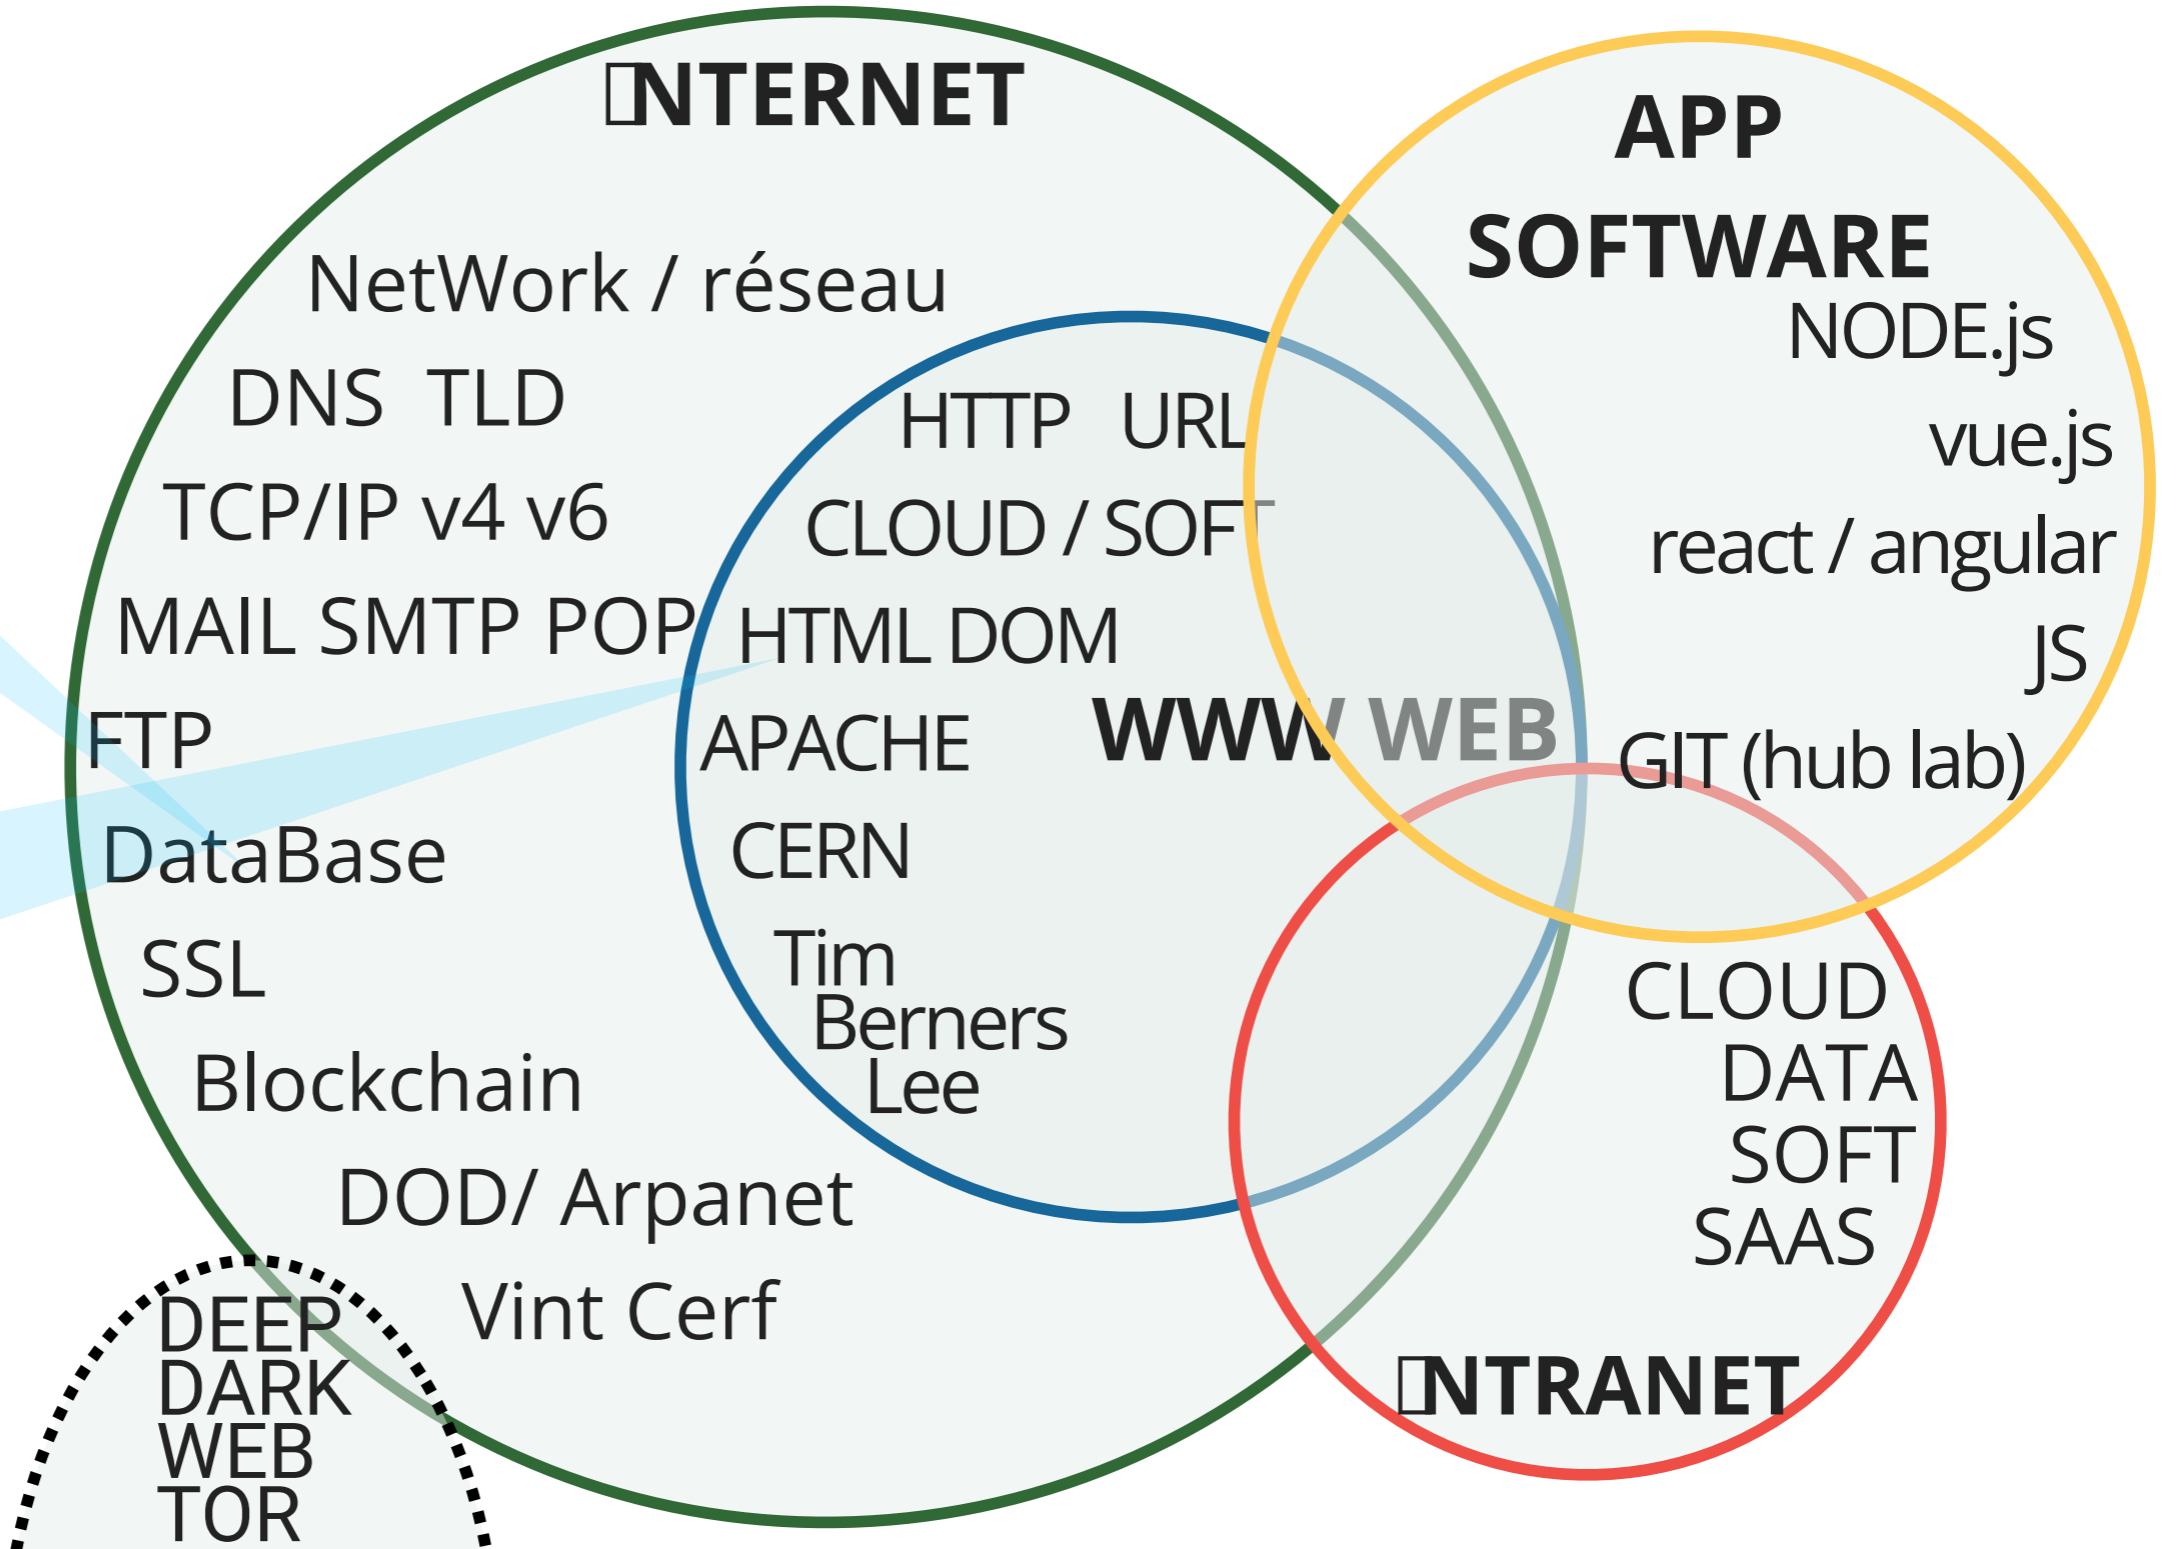 ▯NTERNET
NetWork / réseau
DNS TLD
TCP/IP v4 v6
MAIL SMTP POP
FTP
DataBase
SSL
Blockchain
DOD/ Arpanet
Vint Cerf
DEEP
DARK
WEB
TOR
HTTP URL
CLOUD / SOFT
HTML DOM
WWW WEB
APACHE
CERN
Tim
Berners
Lee
APP
SOFTWARE
NODE.js
vue.js
react / angular
JS
GIT (hub lab)
CLOUD
DATA
SOFT
SAAS
▯NTRANET